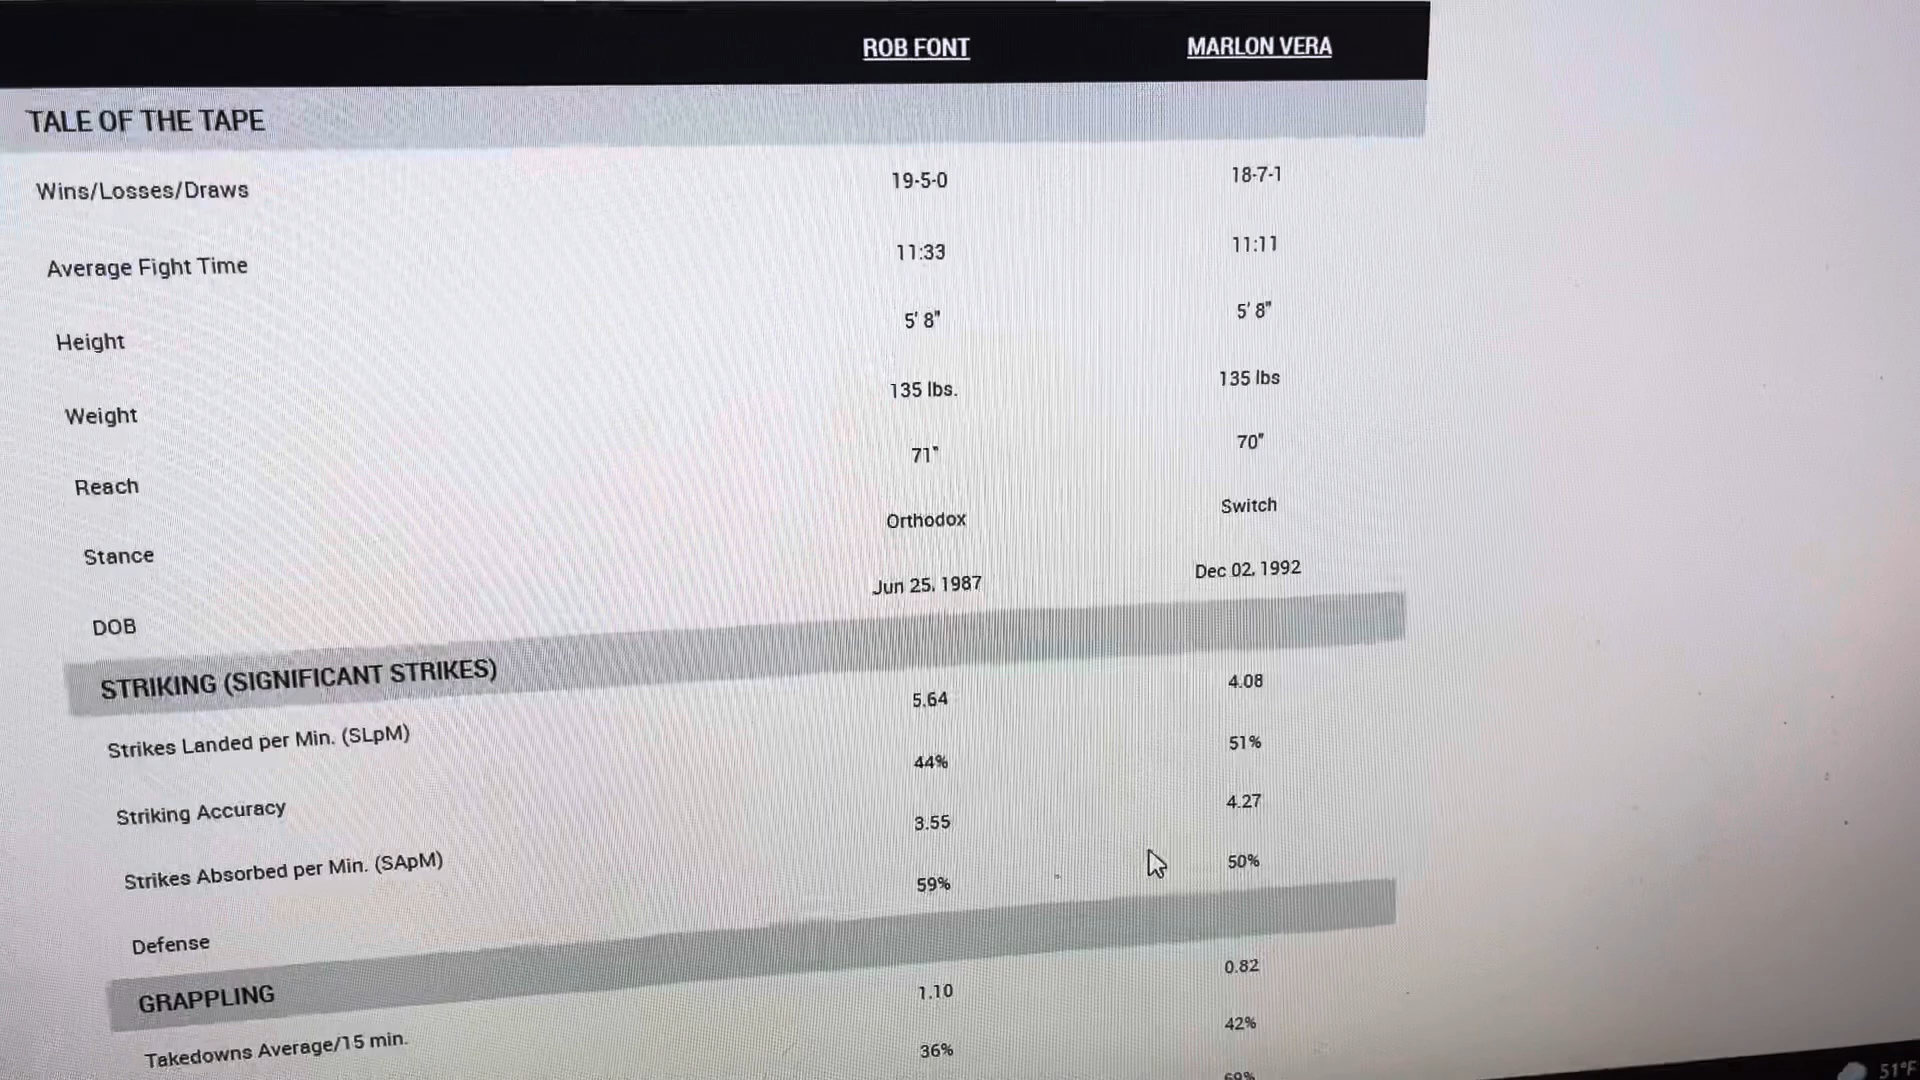 ROB FONT MARLON VERA
TALE OF THE TAPE
Wins/Losses/Draws 19-5-0 18-7-1
Average Fight Time 11:33 11:11
Height 5' 8" 5' 8"
Weight 135 lbs. 135 lbs
Reach 71" 70"
Stance Orthodox Switch
DOB Jun 25, 1987 Dec 02, 1992
STRIKING (SIGNIFICANT STRIKES)
Strikes Landed per Min. (SLpM) 5.64 4.08
Striking Accuracy 44% 51%
Strikes Absorbed per Min. (SApM) 3.55 4.27
Defense 59% 50%
GRAPPLING
Takedowns Average/15 min. 1.10 0.82
36% 42%
51°F